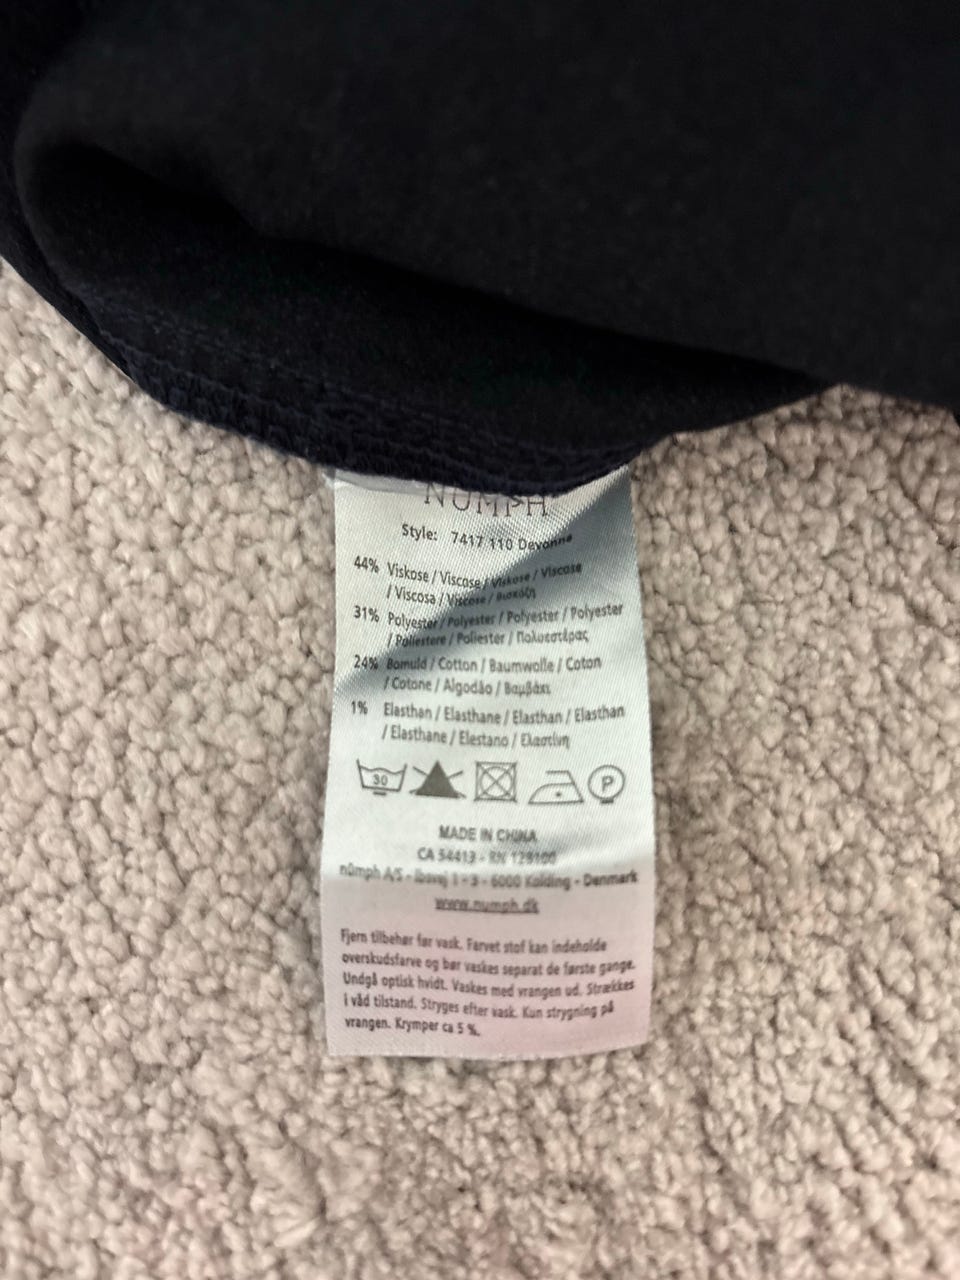 NÜMPH
Style: 7417 110 Devonne
44% Viskose / Viscose / Viskose / Viscose
/ Viscosa / Viscose / Βισκόζη
31% Polyester / Polyester / Polyester / Polyester
/ Poliestere / Poliester / Πολυεστέρας
24% Bomuld / Cotton / Baumwolle / Coton
/ Cotone / Algodão / Βαμβάκι
1% Elasthan / Elasthane / Elasthan / Elasthan
/ Elasthane / Elestano / Ελαστίνη
30 P
MADE IN CHINA
CA 54413 - RN 129100
nümph A/S - Ibsvej 1 - 3 - 6000 Kolding - Denmark
www.numph.dk
Fjern tilbehør før vask. Farvet stof kan indeholde
overskudsfarve og bør vaskes separat de første gange.
Undgå optisk hvidt. Vaskes med vrangen ud. Strækkes
i våd tilstand. Stryges efter vask. Kun strygning på
vrangen. Krymper ca 5 %.